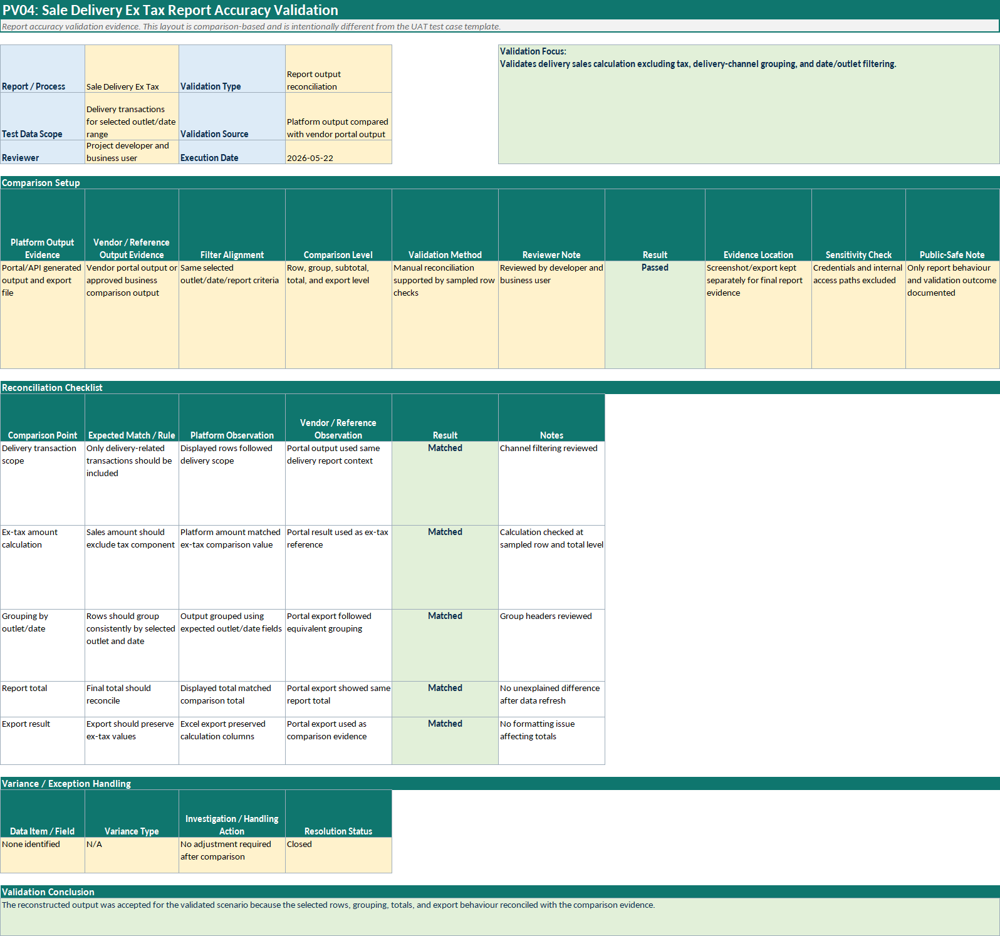 PV04: Sale Delivery Ex Tax Report Accuracy Validation
Report accuracy validation evidence. This layout is comparison-based and is intentionally different from the UAT test case template.
Report / Process
Sale Delivery Ex Tax
Validation Type
Report output
reconciliation
Validation Focus:
Validates delivery sales calculation excluding tax, delivery-channel grouping, and date/outlet filtering.
Test Data Scope
Delivery transactions
for selected outlet/date
range
Validation Source
Platform output compared
with vendor portal output
Reviewer
Project developer and
business user
Execution Date
2026-05-22
Comparison Setup
Platform Output
Evidence
Vendor / Reference
Output Evidence
Filter Alignment
Comparison Level
Validation Method
Reviewer Note
Result
Evidence Location
Sensitivity Check
Public-Safe Note
Portal/API generated
output and export
file
Vendor portal output or
approved business
comparison output
Same selected
outlet/date/report criteria
Row, group, subtotal,
total, and export level
Manual reconciliation
supported by sampled row
checks
Reviewed by developer and
business user
Passed
Screenshot/export kept
separately for final report
evidence
Credentials and internal
access paths excluded
Only report behaviour
and validation outcome
documented
Reconciliation Checklist
Comparison Point
Expected Match / Rule
Platform Observation
Vendor / Reference
Observation
Result
Notes
Delivery transaction
scope
Only delivery-related
transactions should be
included
Displayed rows followed
delivery scope
Portal output used same
delivery report context
Matched
Channel filtering reviewed
Ex-tax amount
calculation
Sales amount should
exclude tax component
Platform amount matched
ex-tax comparison value
Portal result used as ex-tax
reference
Matched
Calculation checked at
sampled row and total level
Grouping by
outlet/date
Rows should group
consistently by selected
outlet and date
Output grouped using
expected outlet/date fields
Portal export followed
equivalent grouping
Matched
Group headers reviewed
Report total
Final total should
reconcile
Displayed total matched
comparison total
Portal export showed same
report total
Matched
No unexplained difference
after data refresh
Export result
Export should preserve
ex-tax values
Excel export preserved
calculation columns
Portal export used as
comparison evidence
Matched
No formatting issue
affecting totals
Variance / Exception Handling
Data Item / Field
Variance Type
Investigation / Handling
Action
Resolution Status
None identified
N/A
No adjustment required
after comparison
Closed
Validation Conclusion
The reconstructed output was accepted for the validated scenario because the selected rows, grouping, totals, and export behaviour reconciled with the comparison evidence.